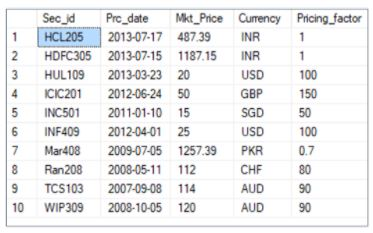 Sec_id Prc_date Mkt_Price Currency Pricing_factor
1 HCL205 2013-07-17 487.39 INR 1
2 HDFC305 2013-07-15 1187.15 INR 1
3 HUL109 2013-03-23 20 USD 100
4 ICIC201 2012-06-24 50 GBP 150
5 INC501 2011-01-10 15 SGD 50
6 INF409 2012-04-01 25 USD 100
7 Mar408 2009-07-05 1257.39 PKR 0.7
8 Ran208 2008-05-11 112 CHF 80
9 TCS103 2007-09-08 114 AUD 90
10 WIP309 2008-10-05 120 AUD 90